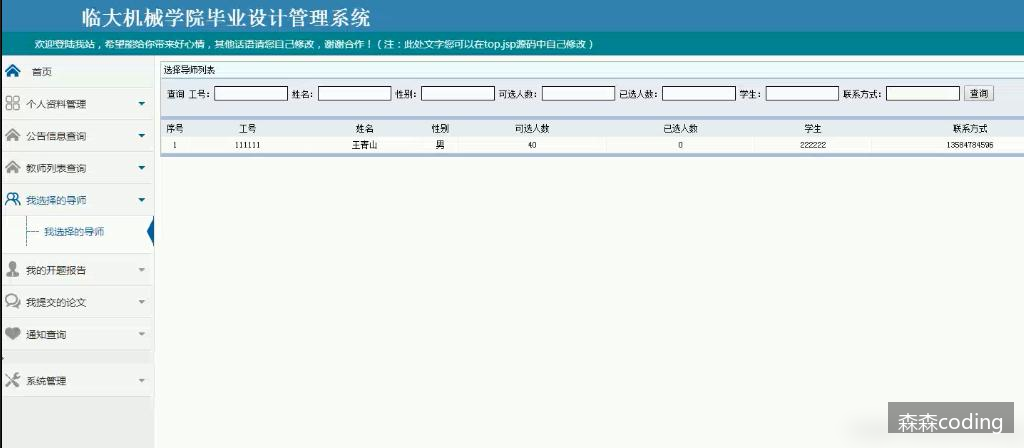 临大机械学院毕业设计管理系统
欢迎登陆我站，希望能给你带来好心情，其他话语请您自己修改，谢谢合作！（注：此处文字您可以在top.jsp源码中自己修改）
首页
个人资料管理
公告信息查询
教师列表查询
我选择的导师
我选择的导师
我的开题报告
我提交的论文
通知查询
系统管理
选择导师列表
查询 工号： 姓名： 性别： 可选人数： 已选人数： 学生： 联系方式： 查询
序号 工号 姓名 性别 可选人数 已选人数 学生 联系方式
1 111111 王青山 男 40 0 222222 13584784596
森森coding